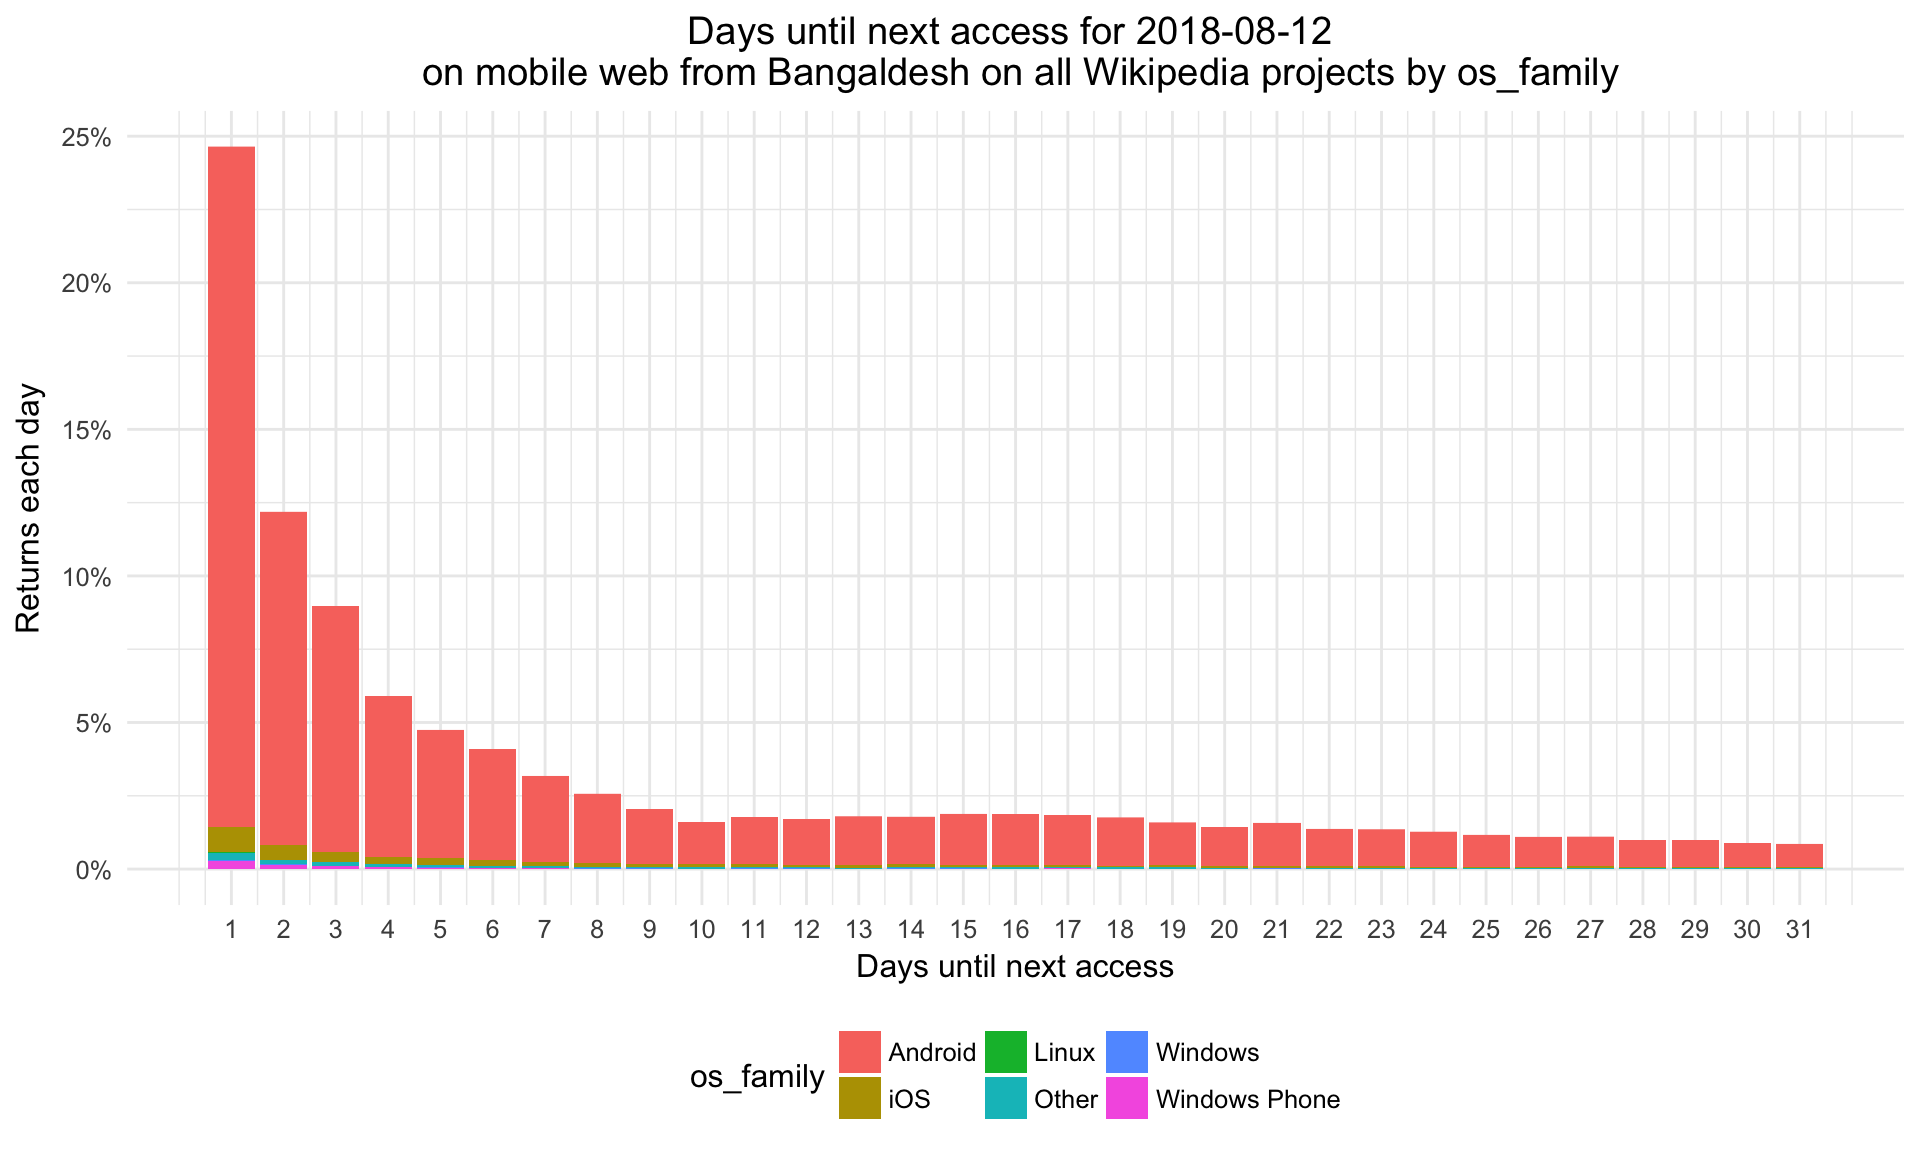 Days until next access for 2018-08-12
on mobile web from Bangaldesh on all Wikipedia projects by os_family
25%
20%
15%
10%
5%
0%
Returns each day
1 2 3 4 5 6 7 8 9 10 11 12 13 14 15 16 17 18 19 20 21 22 23 24 25 26 27 28 29 30 31
Days until next access
os_family
Android Linux Windows
iOS Other Windows Phone